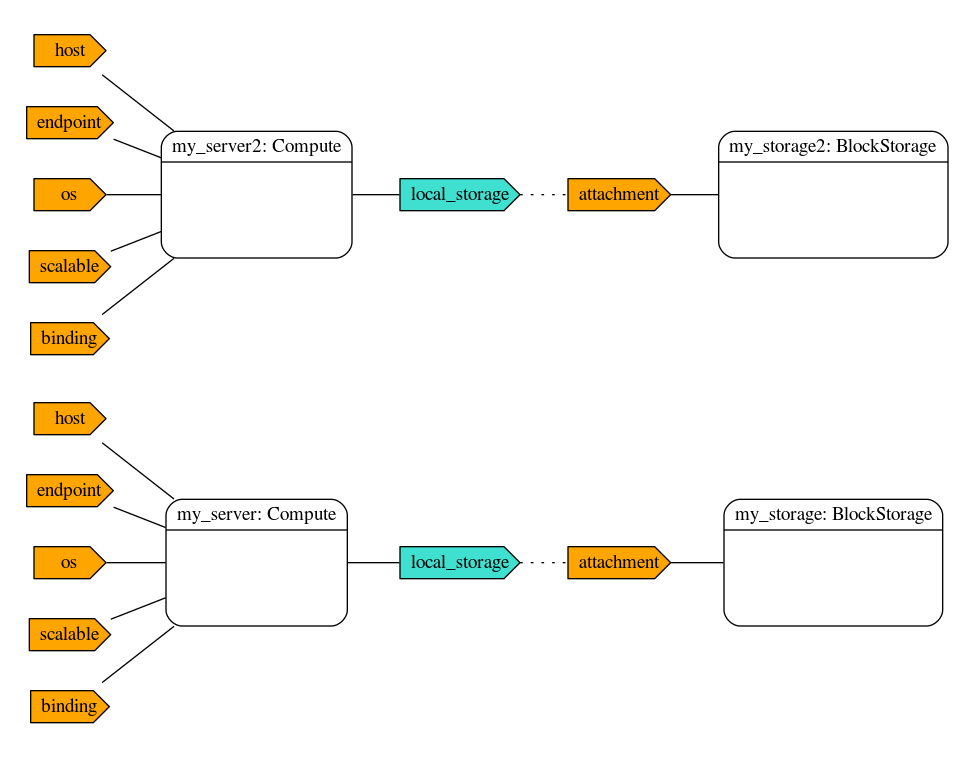 host
endpoint
os
scalable
binding
my_server2: Compute
local_storage
attachment
my_storage2: BlockStorage
host
endpoint
os
scalable
binding
my_server: Compute
local_storage
attachment
my_storage: BlockStorage